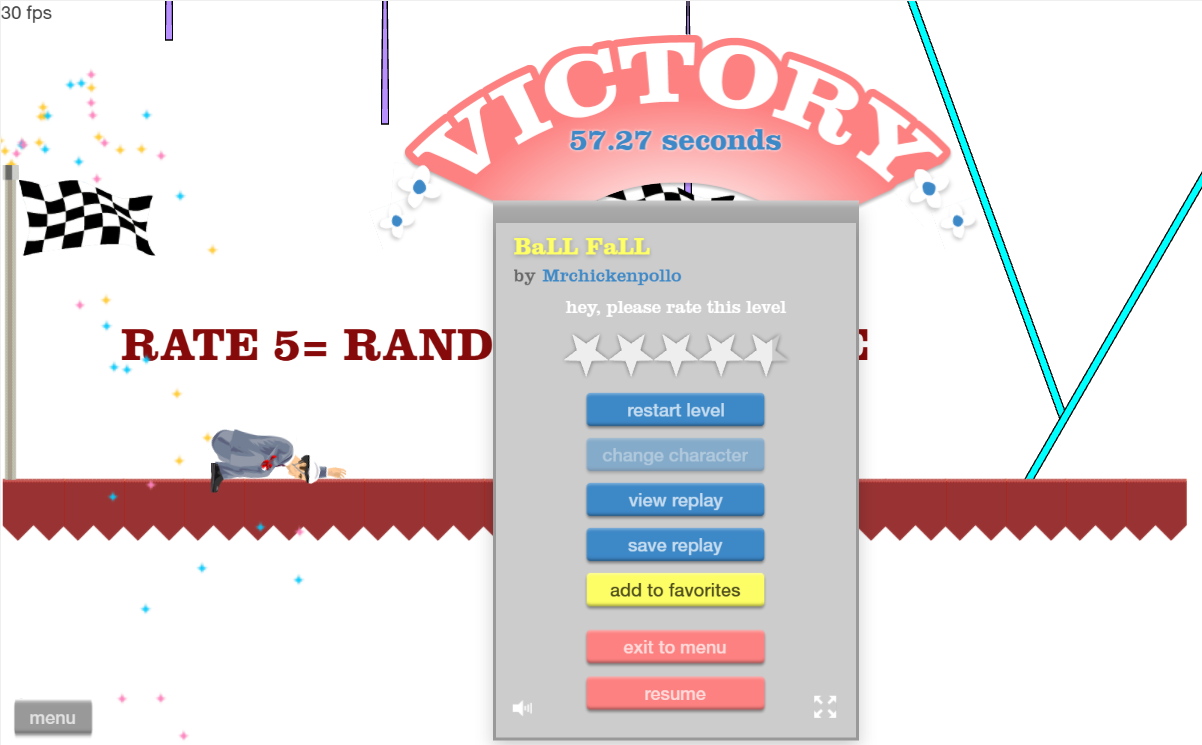 30 fps
VICTORY
57.27 seconds
BaLL FaLL
by Mrchickenpollo
hey, please rate this level
RATE 5= RAND
E
restart level
change character
view replay
save replay
add to favorites
exit to menu
resume
menu